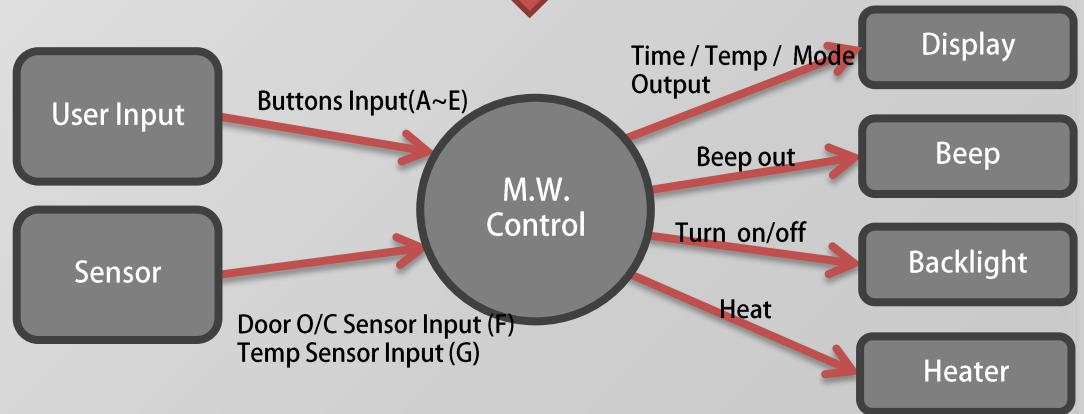 User Input
Sensor
Buttons Input(A~E)
Door O/C Sensor Input (F)
Temp Sensor Input (G)
M.W.
Control
Time / Temp / Mode
Output
Beep out
Turn on/off
Heat
Display
Beep
Backlight
Heater